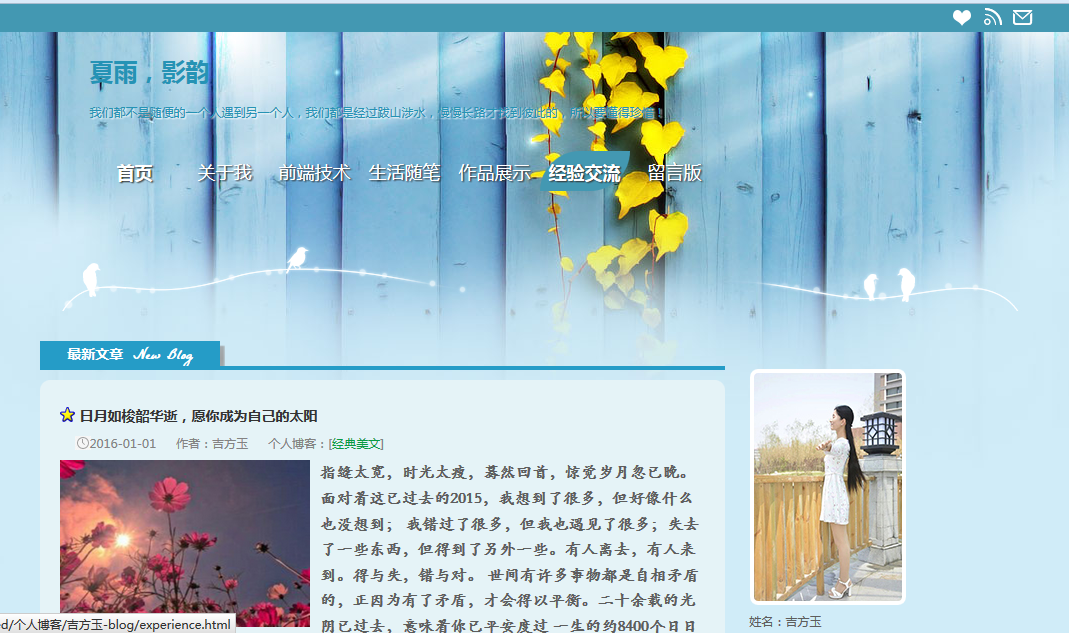 夏雨，影韵
我们都不是随便的一个人遇到另一个人，我们都是经过跋山涉水，慢慢长路才找到彼此的，所以要懂得珍惜！
首页 关于我 前端技术 生活随笔 作品展示 经验交流 留言版
最新文章 New Blog
日月如梭韶华逝，愿你成为自己的太阳
2016-01-01 作者：吉方玉 个人博客：[经典美文]
指缝太宽，时光太瘦，蓦然回首，惊觉岁月忽已晚。
面对着这已过去的2015，我想到了很多，但好像什么
也没想到； 我错过了很多，但我也遇见了很多；失去
了一些东西，但得到了另外一些。有人离去，有人来
到。得与失，错与对。 世间有许多事物都是自相矛盾
的，正因为有了矛盾，才会得以平衡。二十余载的光
阴已过去，意味着你已平安度过 一生的约8400个日日
姓名：吉方玉
ed/个人博客/吉方玉-blog/experience.html